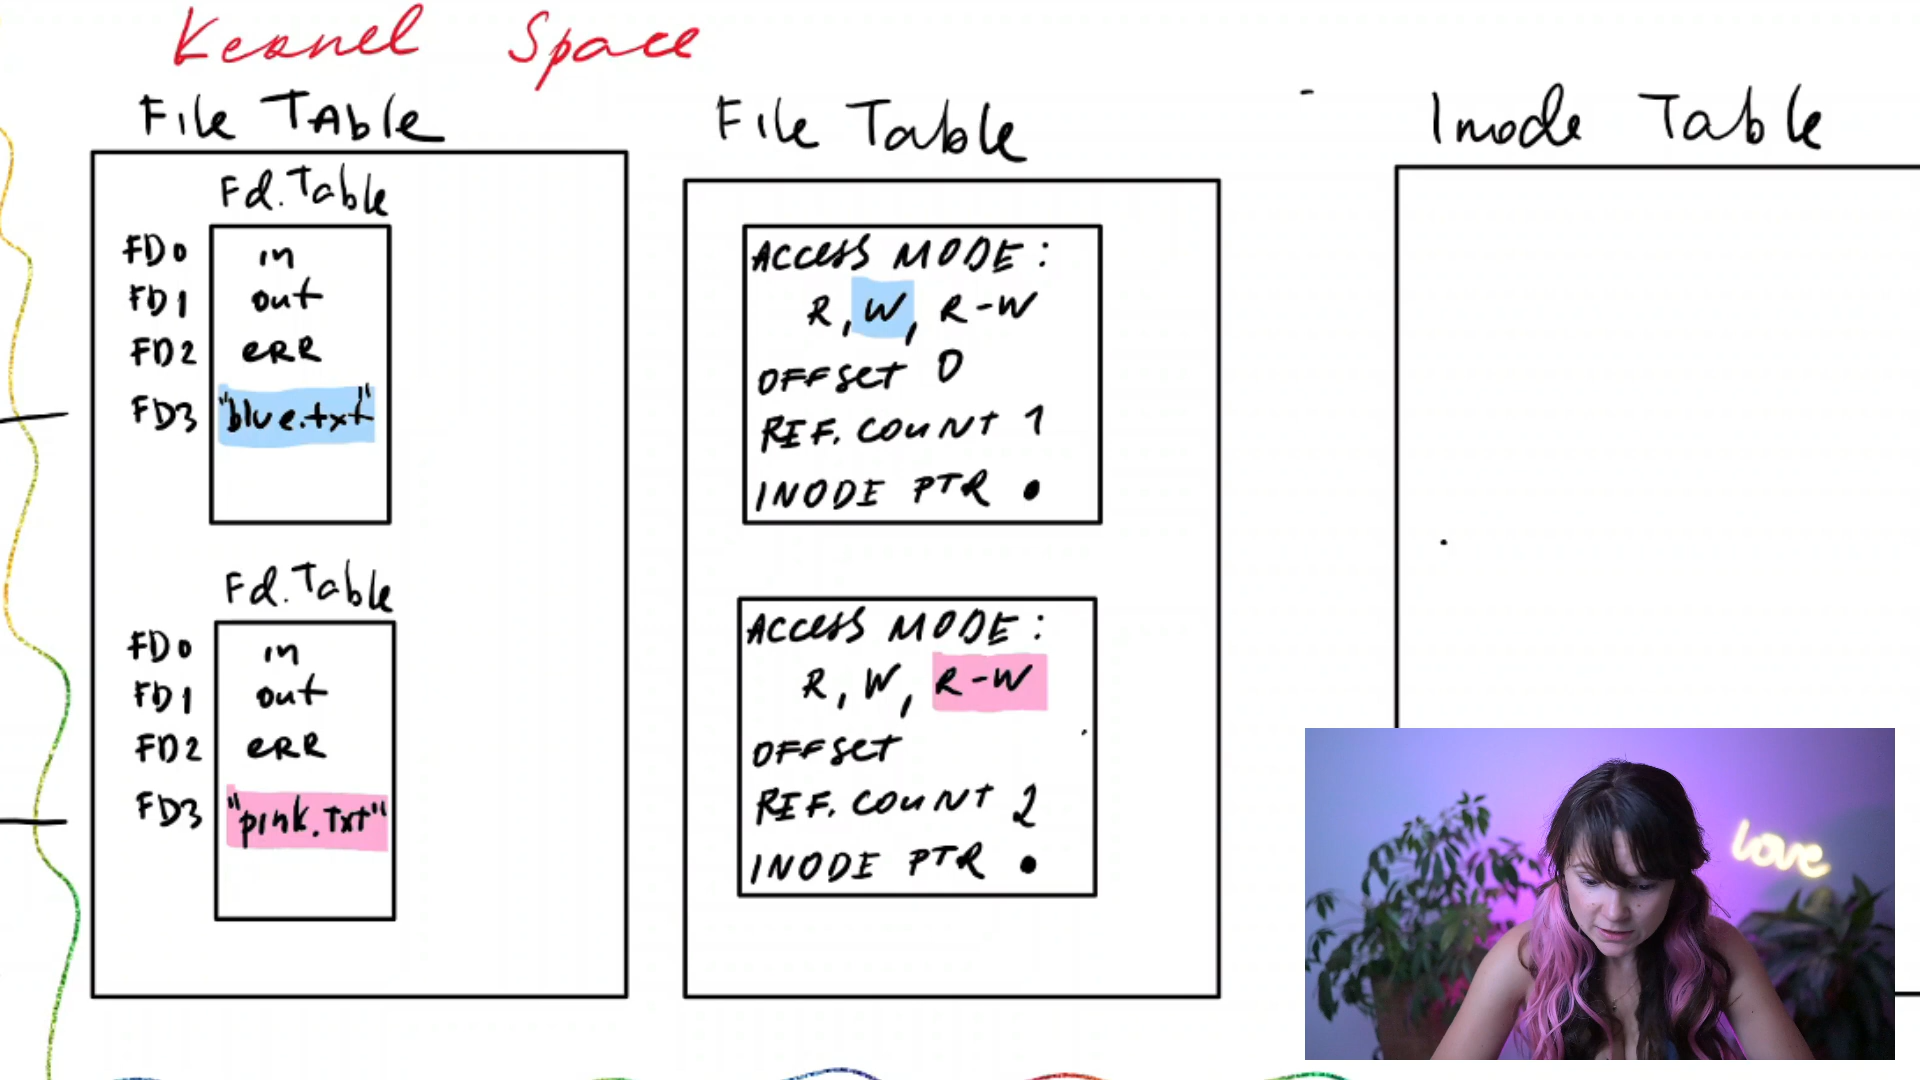 Kernel Space
File TAble
Fd. Table
FD0 in
FD1 out
FD2 eRR
FD3 "blue.txt"
Fd. Table
FD0 in
FD1 out
FD2 eRR
FD3 "pink.txt"
File Table
ACCESS MODE:
R, W, R-W
OFFset 0
REF. COUNT 1
INODE PTR •
ACCESS MODE:
R, W, R-W
OFFset
REF. COUNT 2
INODE PTR •
Inode Table
love